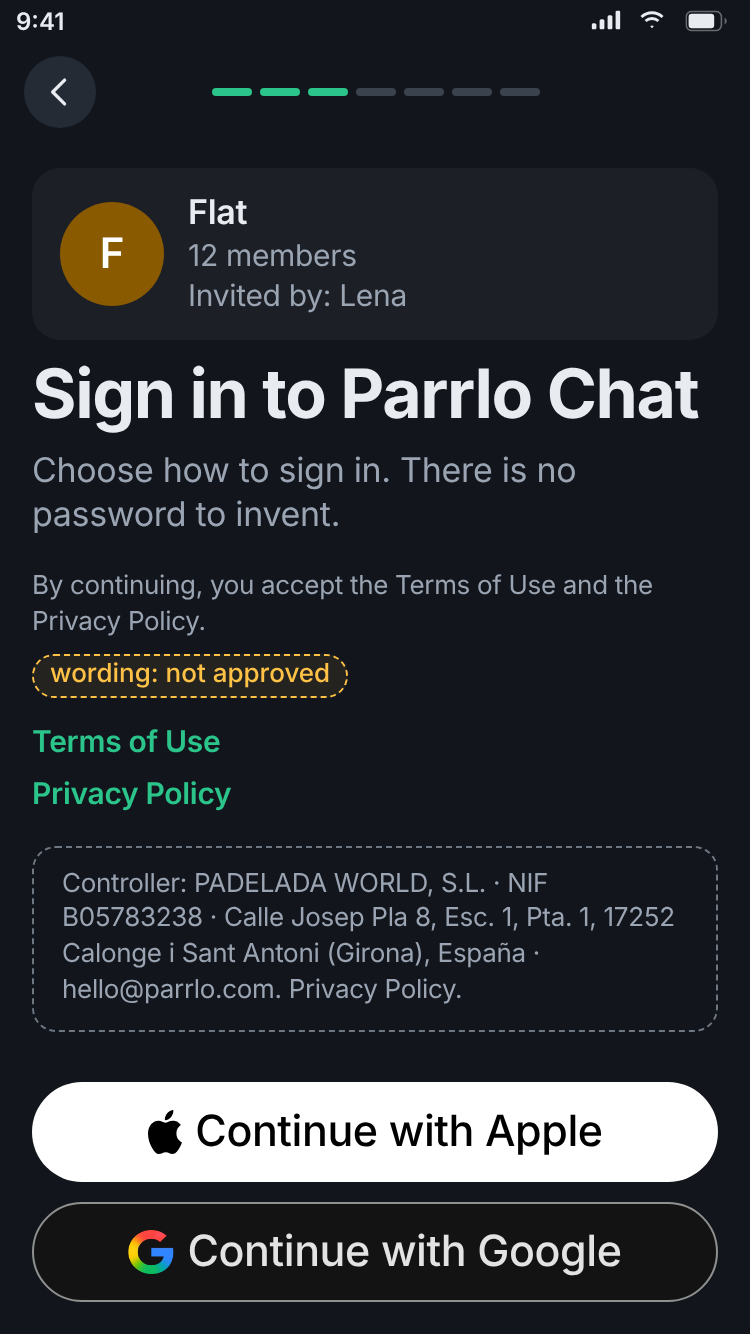 9:41
F
Flat
12 members
Invited by: Lena
Sign in to Parrlo Chat
Choose how to sign in. There is no
password to invent.
By continuing, you accept the Terms of Use and the
Privacy Policy.
wording: not approved
Terms of Use
Privacy Policy
Controller: PADELADA WORLD, S.L. · NIF
B05783238 · Calle Josep Pla 8, Esc. 1, Pta. 1, 17252
Calonge i Sant Antoni (Girona), España ·
hello@parrlo.com. Privacy Policy.
Continue with Apple
Continue with Google